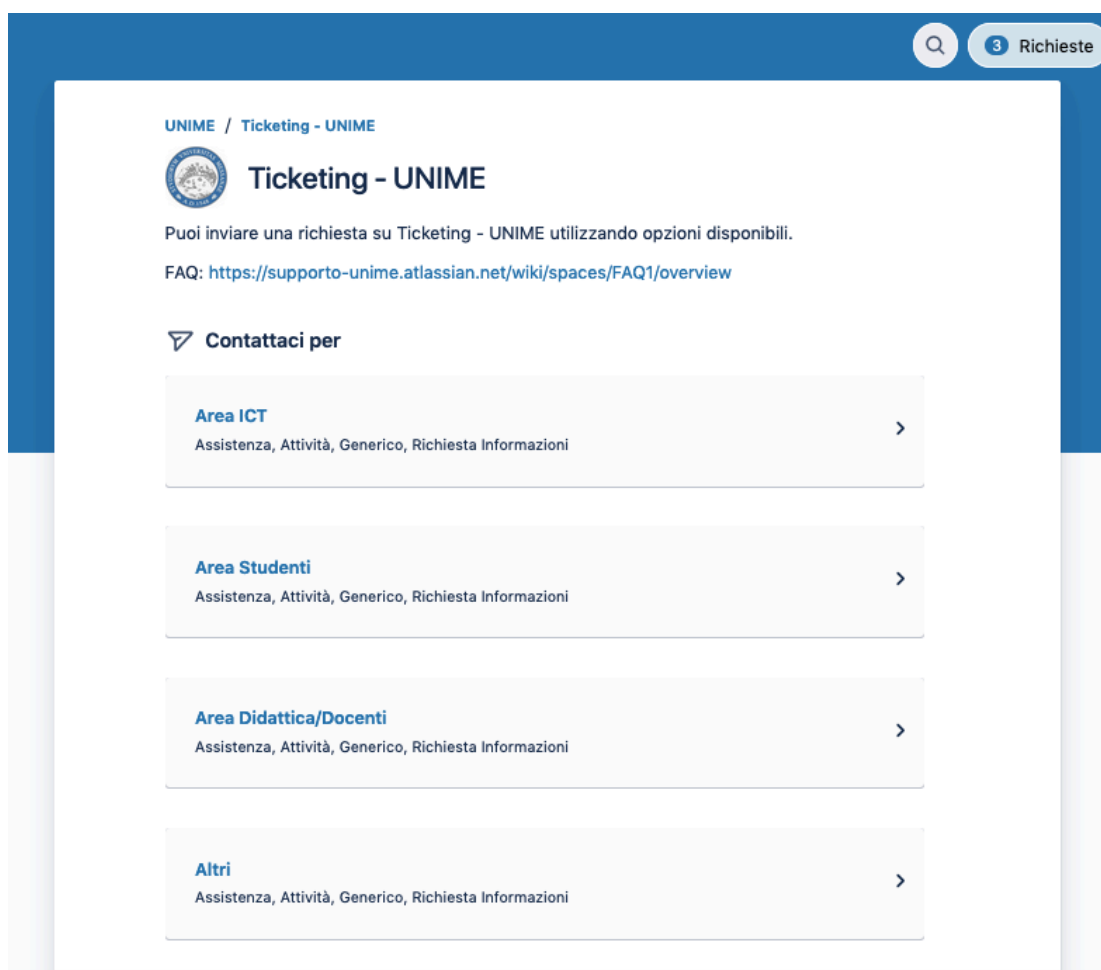 3 Richieste
UNIME / Ticketing - UNIME
Ticketing - UNIME
Puoi inviare una richiesta su Ticketing - UNIME utilizzando opzioni disponibili.
FAQ: https://supporto-unime.atlassian.net/wiki/spaces/FAQ1/overview
Contattaci per
Area ICT
Assistenza, Attività, Generico, Richiesta Informazioni
Area Studenti
Assistenza, Attività, Generico, Richiesta Informazioni
Area Didattica/Docenti
Assistenza, Attività, Generico, Richiesta Informazioni
Altri
Assistenza, Attività, Generico, Richiesta Informazioni